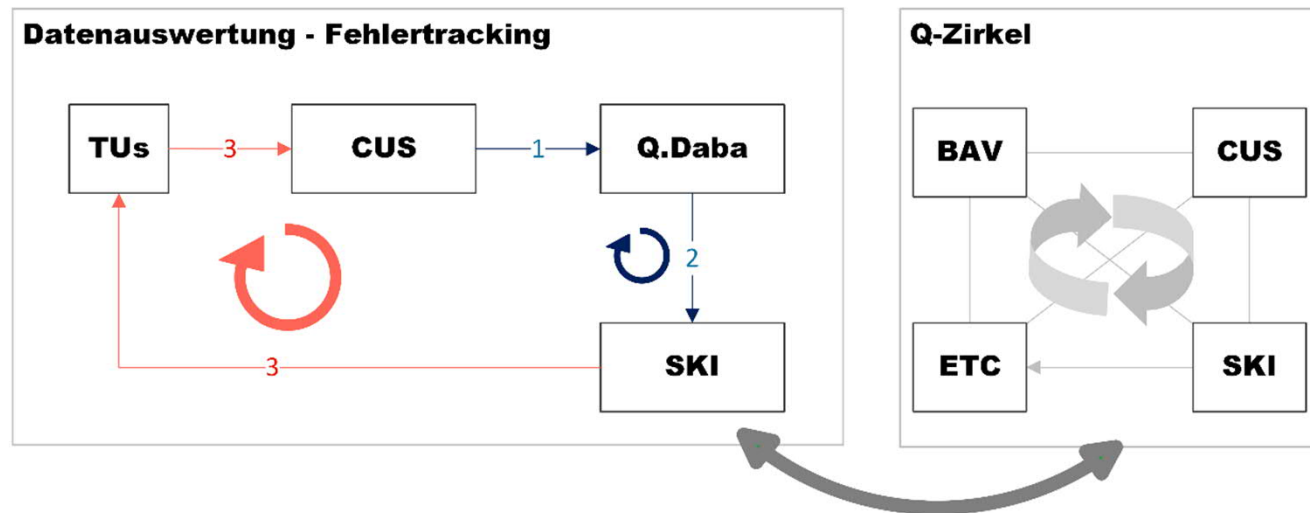 Datenauswertung - Fehlertracking
TUs
3
CUS
1
Q.Daba
2
3
SKI
Q-Zirkel
BAV
CUS
ETC
SKI